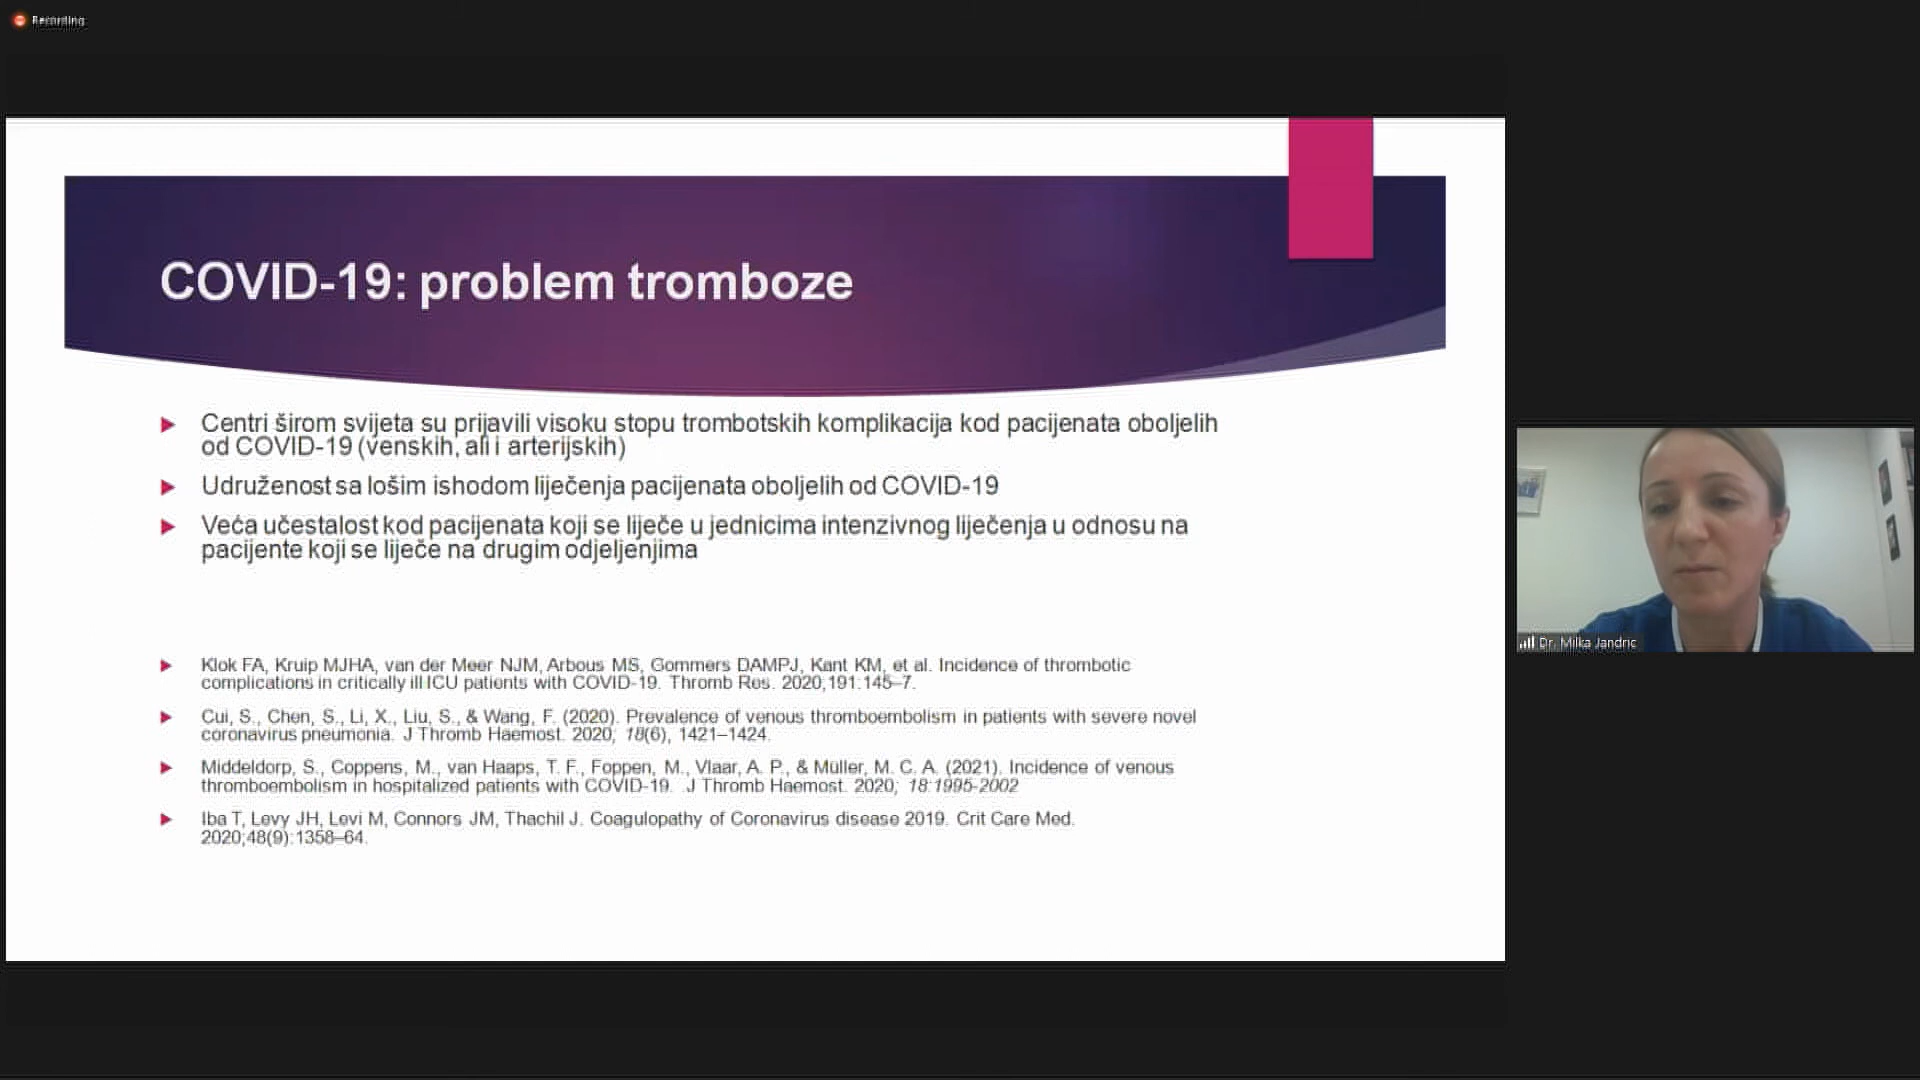 Recording
COVID-19: problem tromboze
Centri širom svijeta su prijavili visoku stopu trombotskih komplikacija kod pacijenata oboljelih
od COVID-19 (venskih, ali i arterijskih)
Udruženost sa lošim ishodom liječenja pacijenata oboljelih od COVID-19
Veća učestalost kod pacijenata koji se liječe u jednicima intenzivnog liječenja u odnosu na
pacijente koji se liječe na drugim odjeljenjima
Klok FA, Kruip MJHA, van der Meer NJM, Arbous MS, Gommers DAMPJ, Kant KM, et al. Incidence of thrombotic
complications in critically ill ICU patients with COVID-19. Thromb Res. 2020;191:145–7.
Cui, S., Chen, S., Li, X., Liu, S., & Wang, F. (2020). Prevalence of venous thromboembolism in patients with severe novel
coronavirus pneumonia. J Thromb Haemost. 2020; 18(6), 1421–1424.
Middeldorp, S., Coppens, M., van Haaps, T. F., Foppen, M., Vlaar, A. P., & Müller, M. C. A. (2021). Incidence of venous
thromboembolism in hospitalized patients with COVID-19. J Thromb Haemost. 2020; 18:1995-2002
Iba T, Levy JH, Levi M, Connors JM, Thachil J. Coagulopathy of Coronavirus disease 2019. Crit Care Med.
2020;48(9):1358–64.
Dr. Milka Jandric